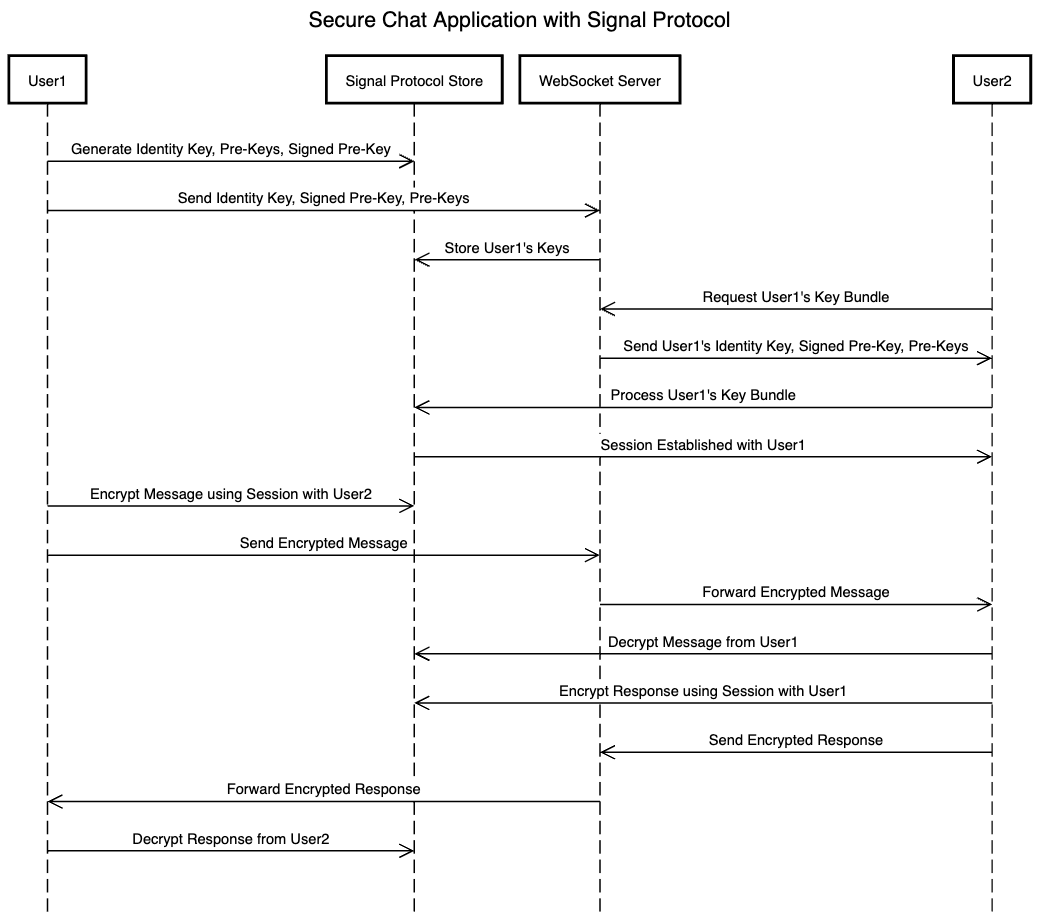 Secure Chat Application with Signal Protocol
User1
Signal Protocol Store
WebSocket Server
User2
Generate Identity Key, Pre-Keys, Signed Pre-Key
Send Identity Key, Signed Pre-Key, Pre-Keys
Store User1's Keys
Request User1's Key Bundle
Send User1's Identity Key, Signed Pre-Key, Pre-Keys
Process User1's Key Bundle
Session Established with User1
Encrypt Message using Session with User2
Send Encrypted Message
Forward Encrypted Message
Decrypt Message from User1
Encrypt Response using Session with User1
Send Encrypted Response
Forward Encrypted Response
Decrypt Response from User2